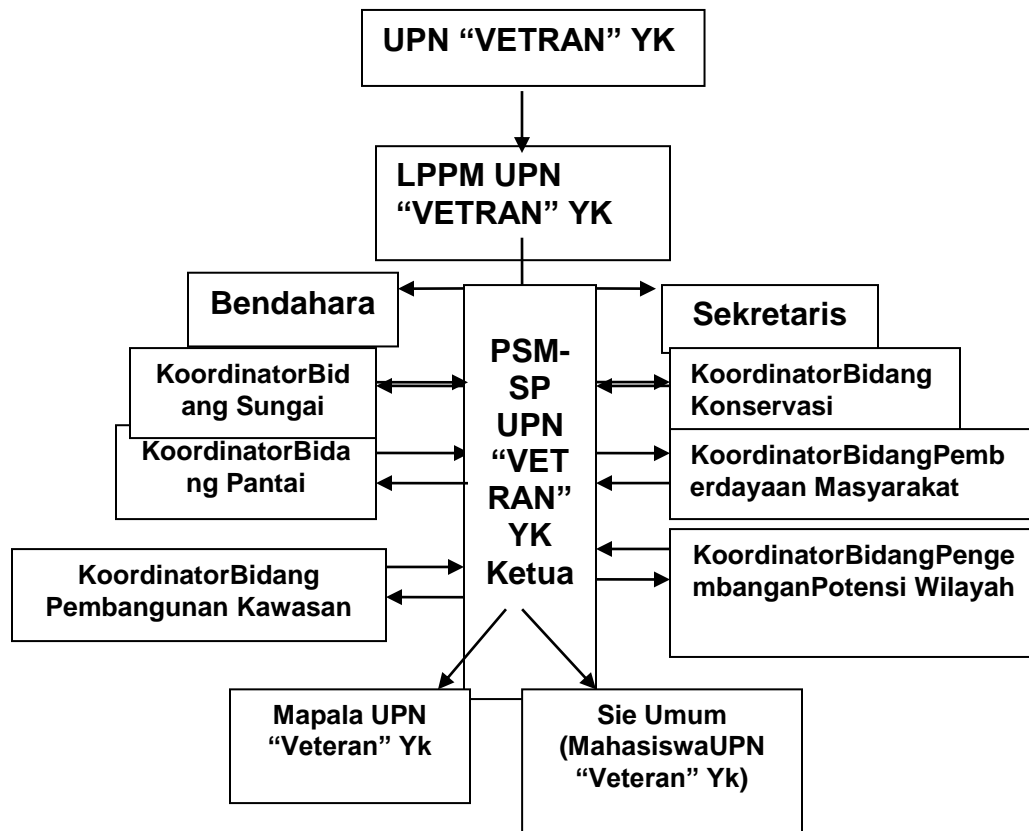 UPN “VETRAN” YK
LPPM UPN
“VETRAN” YK
Bendahara
Sekretaris
PSM-
SP
UPN
“VET
RAN”
YK
Ketua
KoordinatorBid
ang Sungai
KoordinatorBidang
Konservasi
KoordinatorBida
ng Pantai
KoordinatorBidangPemb
erdayaan Masyarakat
KoordinatorBidang
Pembangunan Kawasan
KoordinatorBidangPenge
mbanganPotensi Wilayah
Mapala UPN
“Veteran” Yk
Sie Umum
(MahasiswaUPN
“Veteran” Yk)